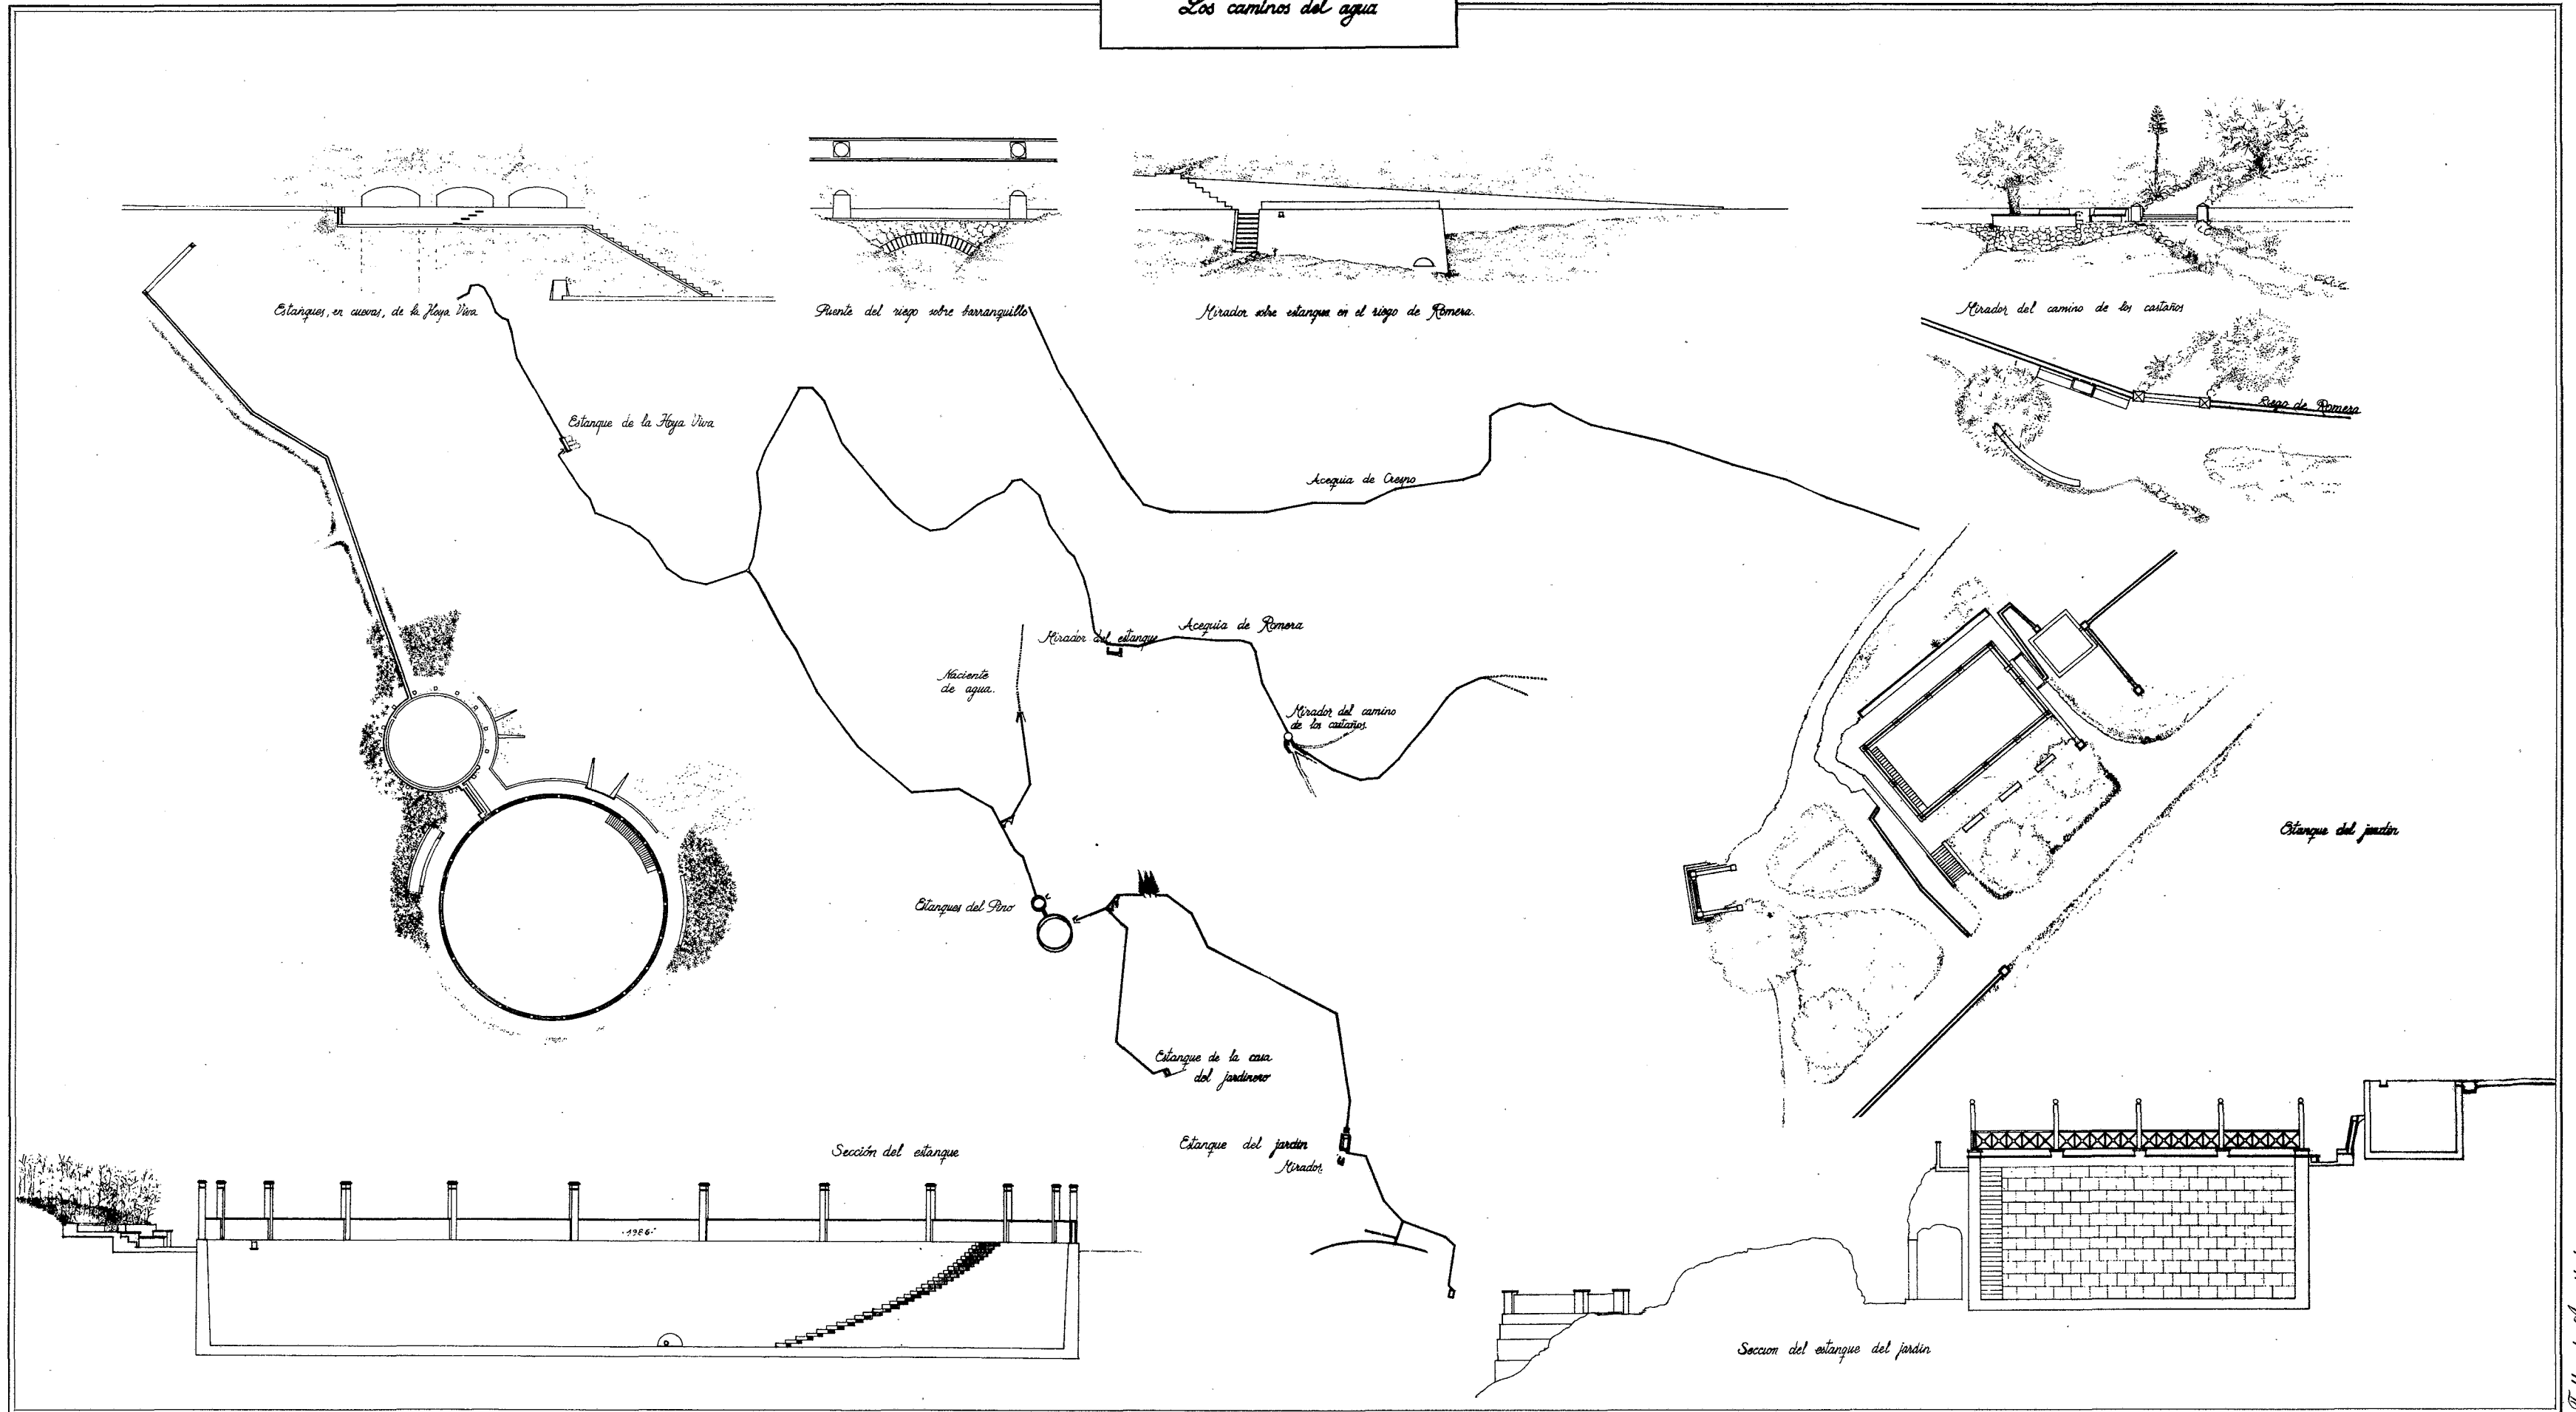 Los caminos del agua
Estanques, en cuevas, de la Hoya Viva
Puente del riego sobre barranquillo
Mirador sobre estanque en el riego de Romera.
Mirador del camino de los castaños
Riego de Romera
Estanque de la Hoya Viva
Acequia de Crespo
Mirador del estanque
Acequia de Romera
Naciente
de agua.
Mirador del camino
de los castaños.
Estanque del jardín
Estanques del Pino
Estanque de la casa
del jardinero
Estanque del jardín
Mirador.
Sección del estanque
·1986·
Seccion del estanque del jardín